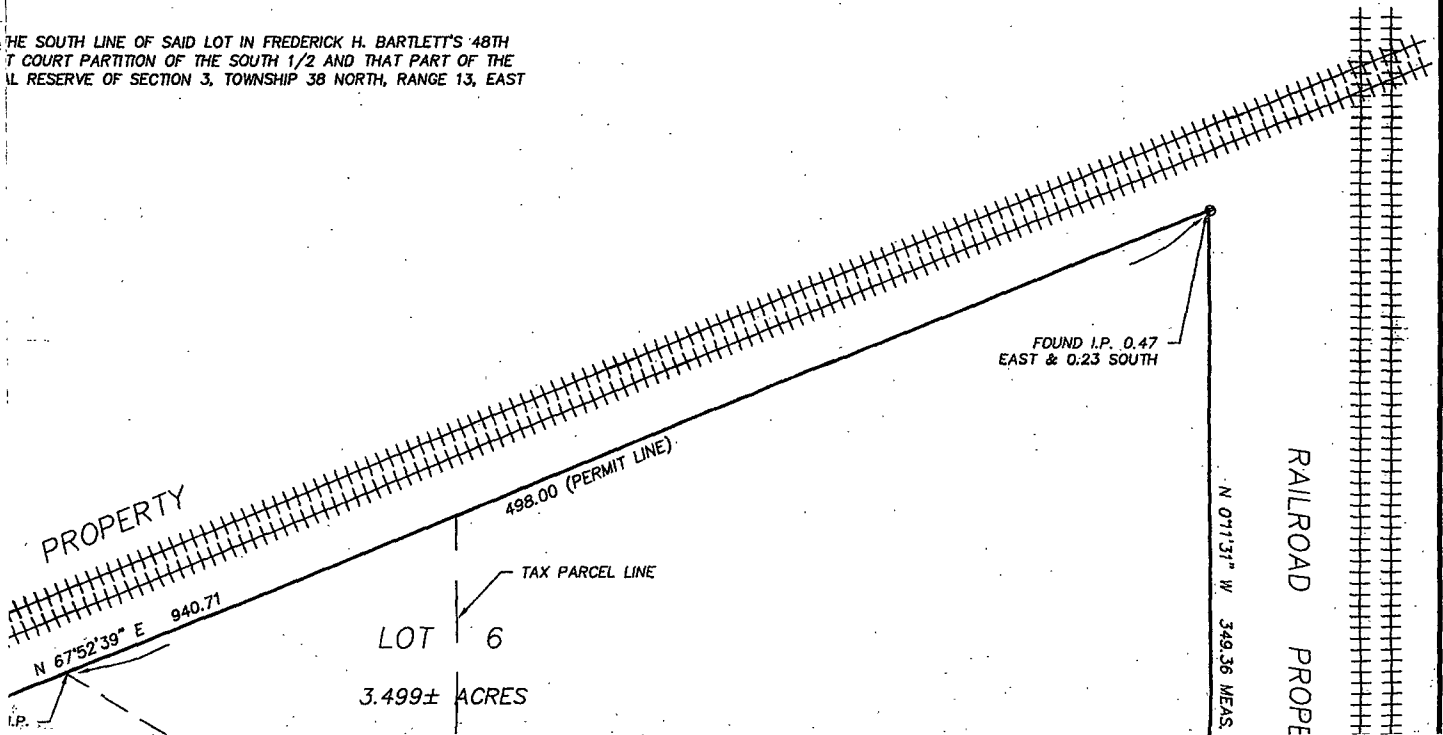 HE SOUTH LINE OF SAID LOT IN FREDERICK H. BARTLETT'S 48TH
T COURT PARTITION OF THE SOUTH 1/2 AND THAT PART OF THE
L RESERVE OF SECTION 3, TOWNSHIP 38 NORTH, RANGE 13, EAST
FOUND I.P. 0.47
EAST & 0.23 SOUTH
498.00 (PERMIT LINE)
PROPERTY
N 67°52'39" E 940.71
TAX PARCEL LINE
LOT 6
3.499± ACRES
I.P.
N 0°11'31" W 349.36 MEAS.
RAILROAD PROPE